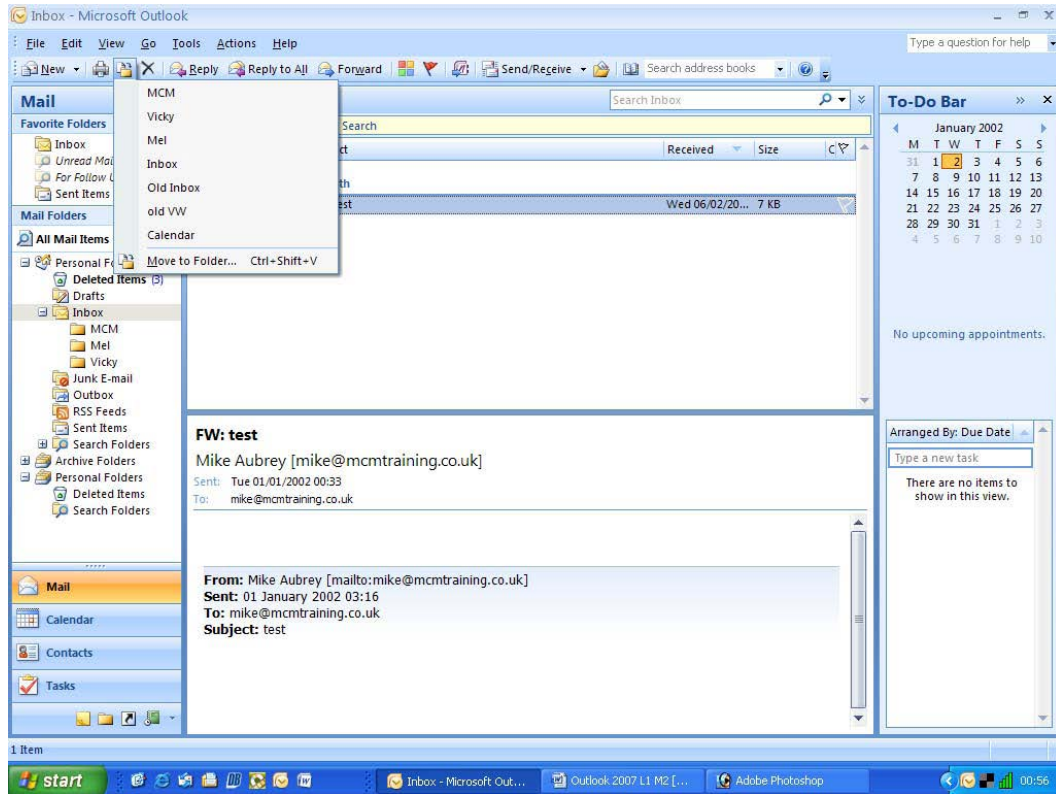 Inbox - Microsoft Outlook
File Edit View Go Tools Actions Help
Type a question for help
New Reply Reply to All Forward Send/Receive Search address books
Mail
Favorite Folders
Inbox
Unread
For Follow
Sent Items
Mail Folders
All Mail Items
Personal
Deleted Items (3)
Drafts
Inbox
MCM
Mel
Vicky
Junk E-mail
Outbox
RSS Feeds
Sent Items
Search Folders
Archive Folders
Personal Folders
Deleted Items
Search Folders
Mail
Calendar
Contacts
Tasks
MCM
Vicky
Mel
Inbox
Old Inbox
old VW
Calendar
Move to Folder... Ctrl+Shift+V
Search Inbox
Search
Received Size
Wed 06/02/20... 7 KB
FW: test
Mike Aubrey [mike@mcmtraining.co.uk]
Sent: Tue 01/01/2002 00:33
To: mike@mcmtraining.co.uk
From: Mike Aubrey [mailto:mike@mcmtraining.co.uk]
Sent: 01 January 2002 03:16
To: mike@mcmtraining.co.uk
Subject: test
To-Do Bar
January 2002
M T W T F S S
31 1 2 3 4 5 6
7 8 9 10 11 12 13
14 15 16 17 18 19 20
21 22 23 24 25 26 27
28 29 30 31 1 2 3
4 5 6 7 8 9 10
No upcoming appointments.
Arranged By: Due Date
Type a new task
There are no items to
show in this view.
1 Item
start Inbox - Microsoft Out... Outlook 2007 L1 M2 [... Adobe Photoshop 00:56